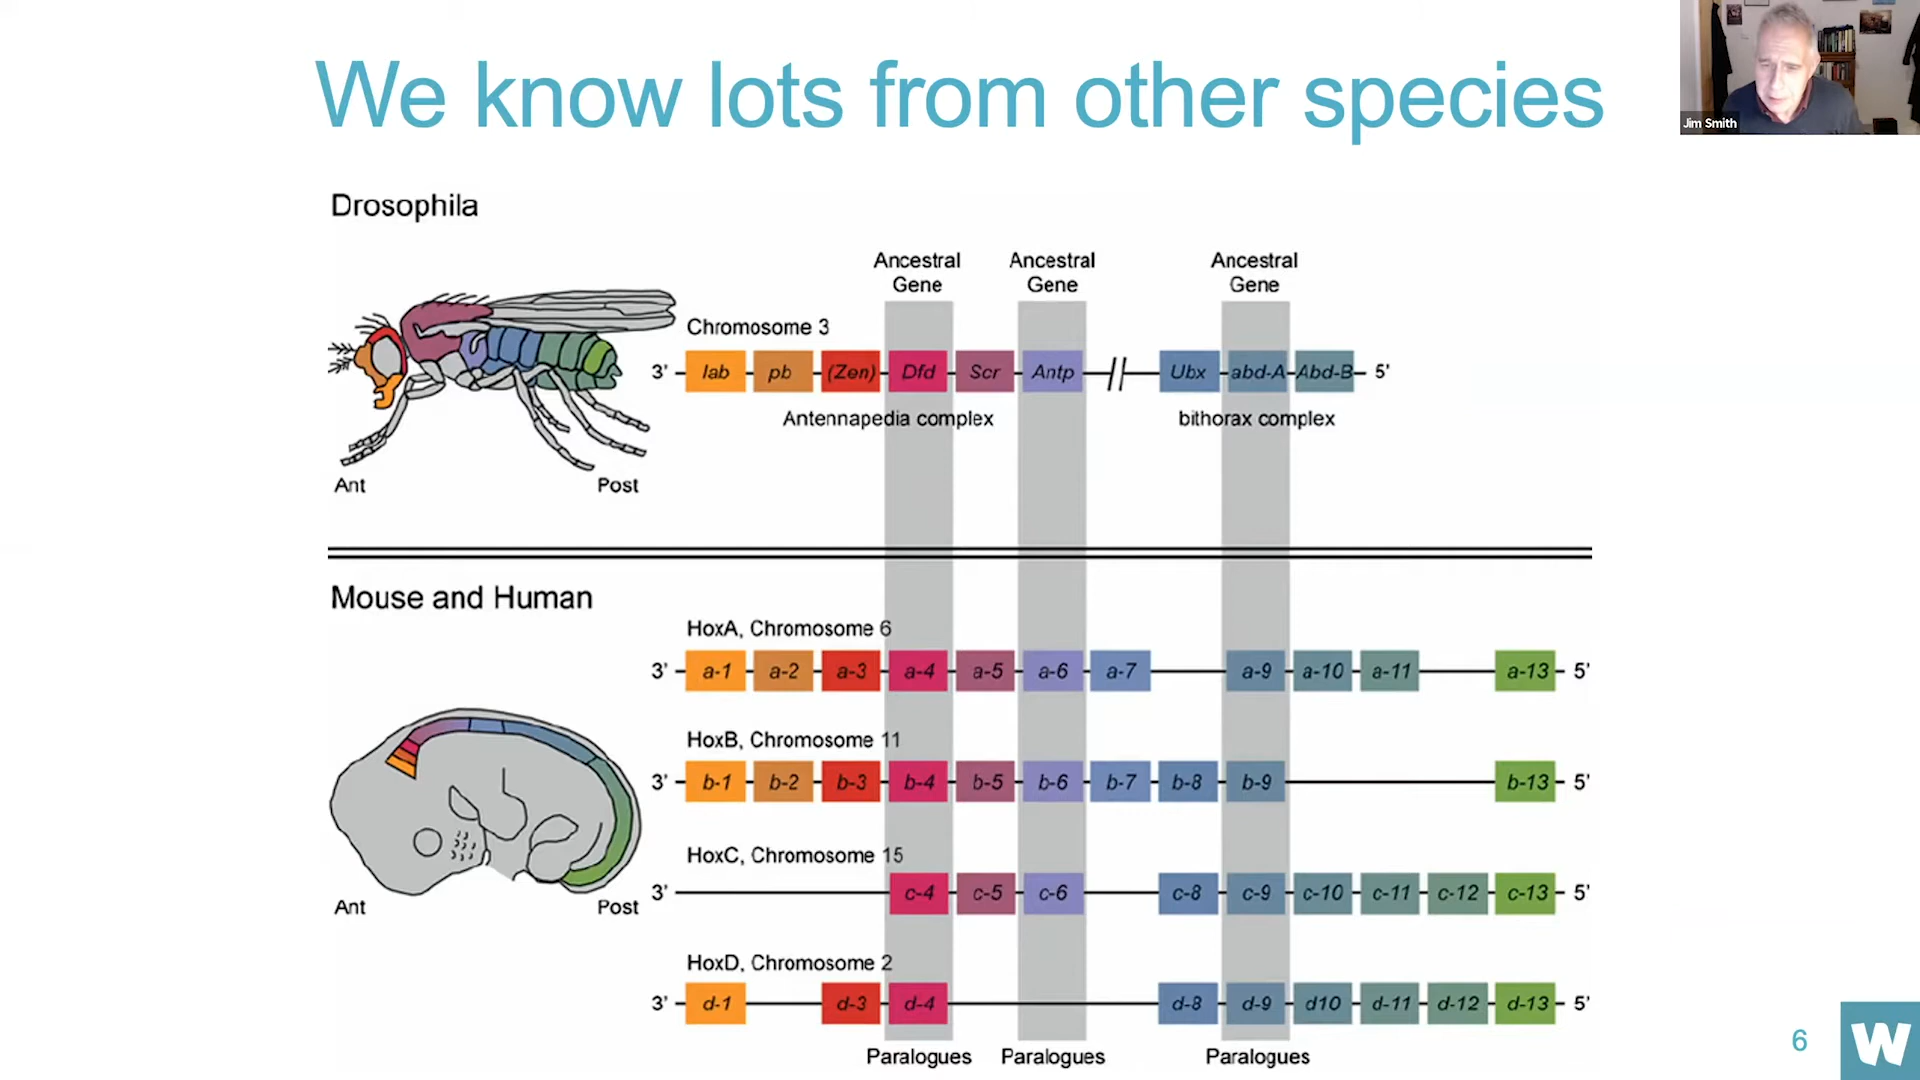 We know lots from other species
Jim Smith
Drosophila
Ancestral Gene
Ancestral Gene
Ancestral Gene
Chromosome 3
3' lab pb (Zen) Dfd Scr Antp // Ubx abd-A Abd-B 5'
Antennapedia complex
bithorax complex
Ant
Post
Mouse and Human
HoxA, Chromosome 6
3' a-1 a-2 a-3 a-4 a-5 a-6 a-7 a-9 a-10 a-11 a-13 5'
HoxB, Chromosome 11
3' b-1 b-2 b-3 b-4 b-5 b-6 b-7 b-8 b-9 b-13 5'
HoxC, Chromosome 15
3' c-4 c-5 c-6 c-8 c-9 c-10 c-11 c-12 c-13 5'
Ant
Post
HoxD, Chromosome 2
3' d-1 d-3 d-4 d-8 d-9 d10 d-11 d-12 d-13 5'
Paralogues
Paralogues
Paralogues
6
W